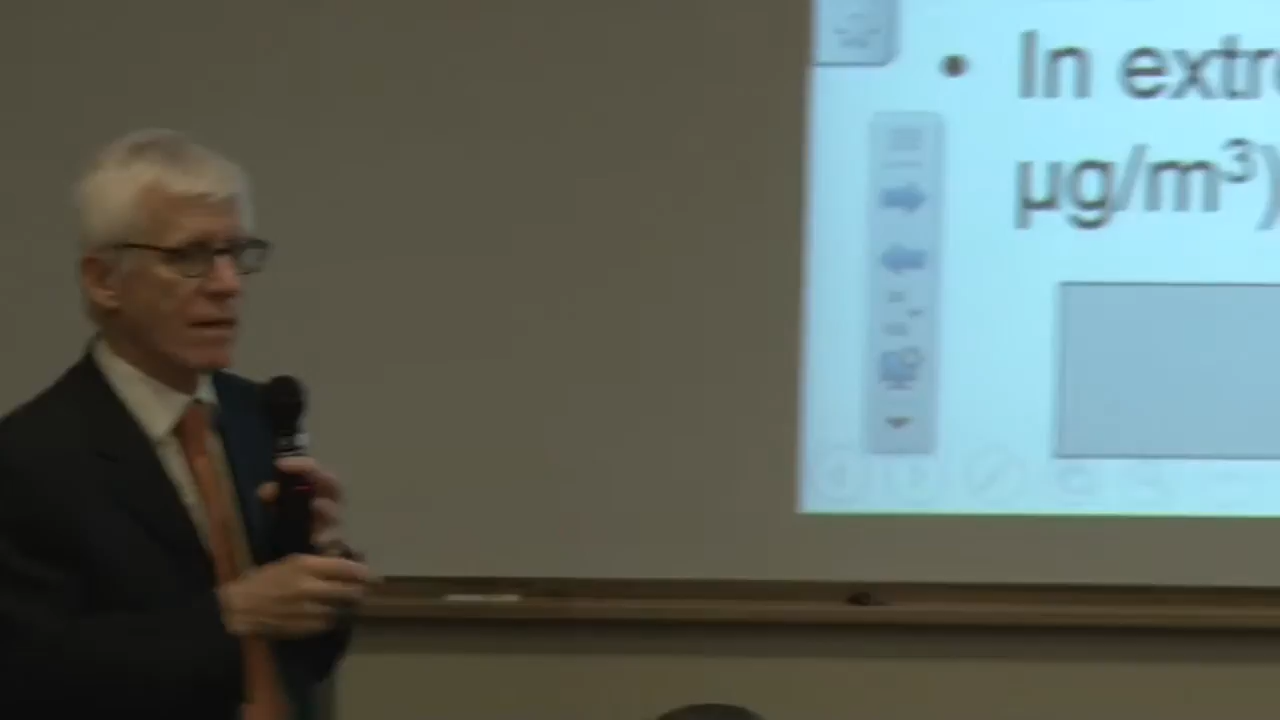 • In extr
µg/m³)